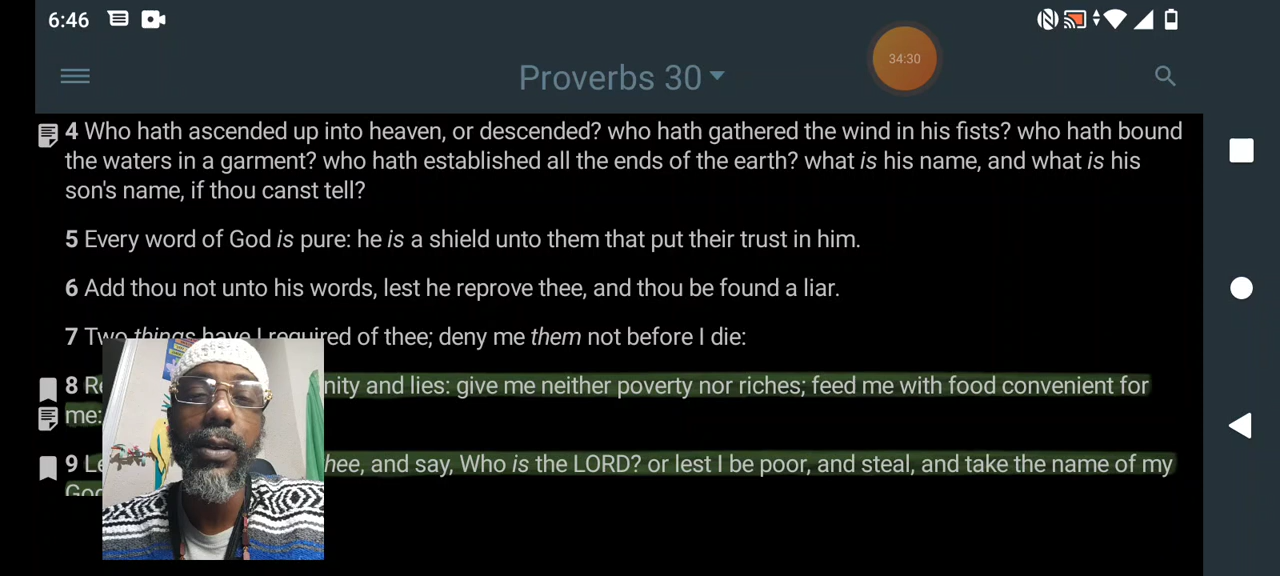 6:46
34:30
Proverbs 30
4 Who hath ascended up into heaven, or descended? who hath gathered the wind in his fists? who hath bound
the waters in a garment? who hath established all the ends of the earth? what is his name, and what is his
son's name, if thou canst tell?
5 Every word of God is pure: he is a shield unto them that put their trust in him.
6 Add thou not unto his words, lest he reprove thee, and thou be found a liar.
7 Two things have I required of thee; deny me them not before I die:
8 and lies: give me neither poverty nor riches; feed me with food convenient for
me:
9 and say, Who is the LORD? or lest I be poor, and steal, and take the name of my